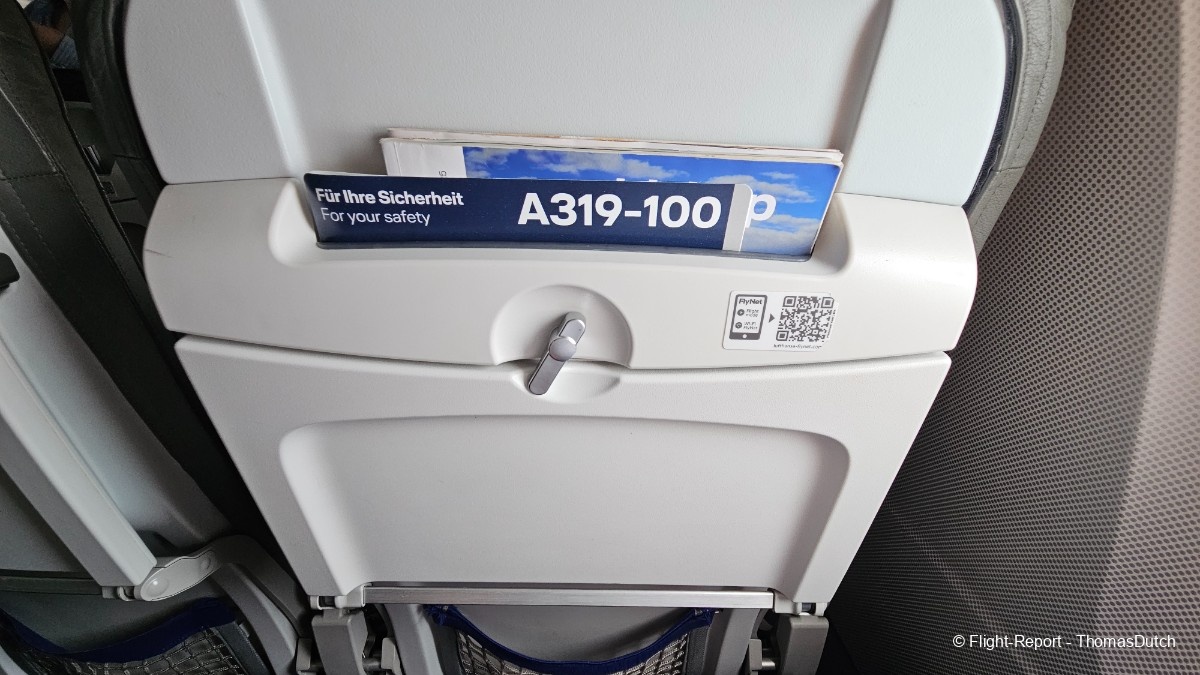 Für Ihre Sicherheit
For your safety
A319-100
p
FlyNet
© Flight-Report - ThomasDutch